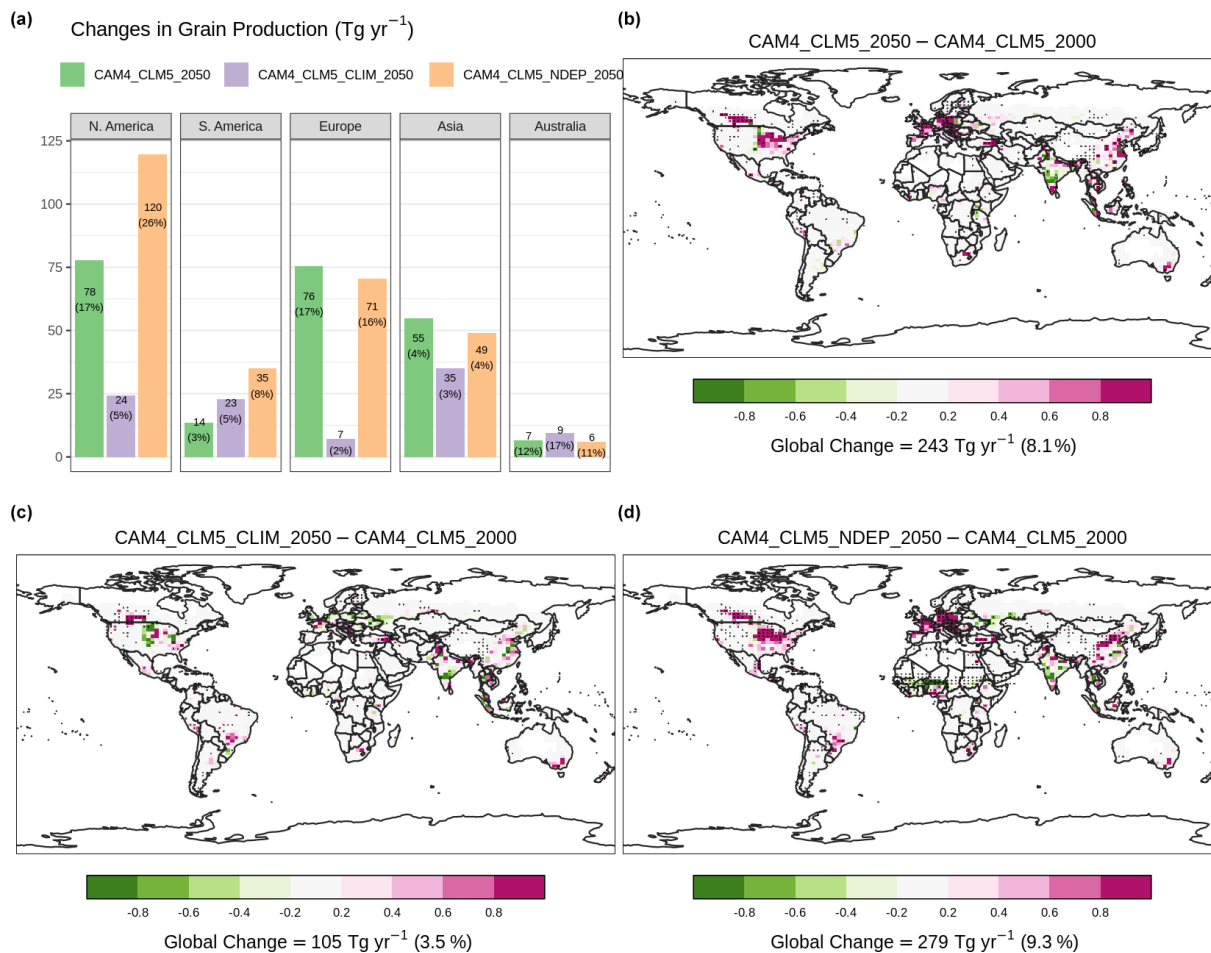 (a)
Changes in Grain Production (Tg yr⁻¹)
CAM4_CLM5_2050 CAM4_CLM5_CLIM_2050 CAM4_CLM5_NDEP_2050
N. America S. America Europe Asia Australia
125
100
75
50
25
0
78
(17%)
24
(5%)
120
(26%)
14
(3%)
23
(5%)
35
(8%)
76
(17%)
7
(2%)
71
(16%)
55
(4%)
35
(3%)
49
(4%)
7
(12%)
9
(17%)
6
(11%)
(b)
CAM4_CLM5_2050 − CAM4_CLM5_2000
-0.8 -0.6 -0.4 -0.2 0.2 0.4 0.6 0.8
Global Change = 243 Tg yr⁻¹ (8.1%)
(c)
CAM4_CLM5_CLIM_2050 − CAM4_CLM5_2000
-0.8 -0.6 -0.4 -0.2 0.2 0.4 0.6 0.8
Global Change = 105 Tg yr⁻¹ (3.5 %)
(d)
CAM4_CLM5_NDEP_2050 − CAM4_CLM5_2000
-0.8 -0.6 -0.4 -0.2 0.2 0.4 0.6 0.8
Global Change = 279 Tg yr⁻¹ (9.3 %)